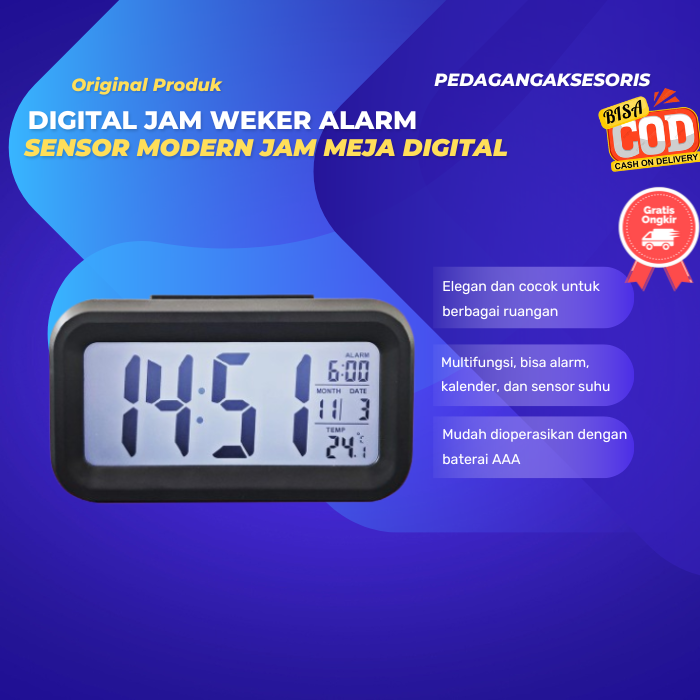 Original Produk
PEDAGANGAKSESORIS
DIGITAL JAM WEKER ALARM
SENSOR MODERN JAM MEJA DIGITAL
BISA
COD
CASH ON DELIVERY
Gratis
Ongkir
Elegan dan cocok untuk
berbagai ruangan
Multifungsi, bisa alarm,
kalender, dan sensor suhu
Mudah dioperasikan dengan
baterai AAA
14:51
ALARM
6:00
MONTH DATE
11 3
TEMP
24.1 °C